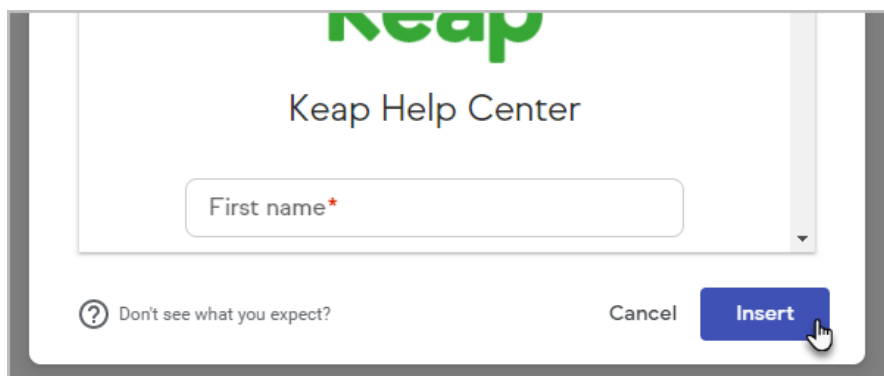 Keap
Keap Help Center
First name*
Don't see what you expect?
Cancel
Insert